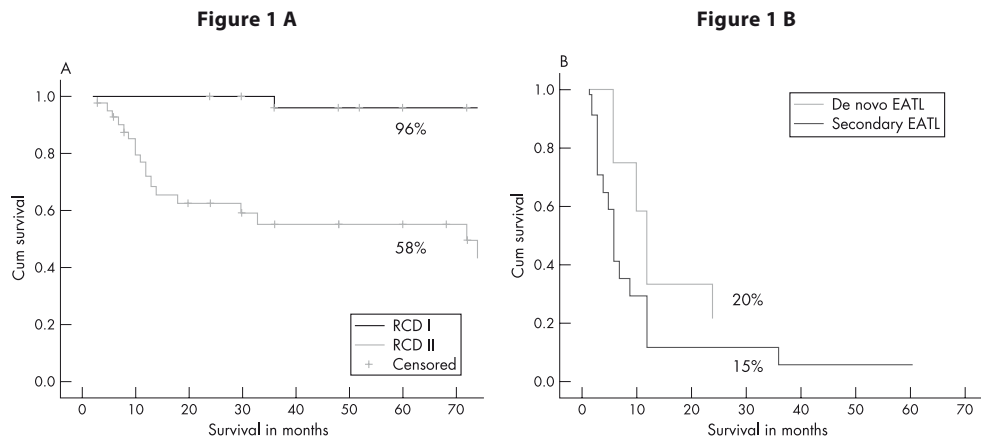 Figure 1 A
A
1.0
0.8
0.6
0.4
0.2
0.0
Cum survival
96%
58%
RCD I
RCD II
Censored
0 10 20 30 40 50 60 70
Survival in months
Figure 1 B
B
1.0
0.8
0.6
0.4
0.2
0.0
Cum survival
De novo EATL
Secondary EATL
20%
15%
0 10 20 30 40 50 60 70
Survival in months